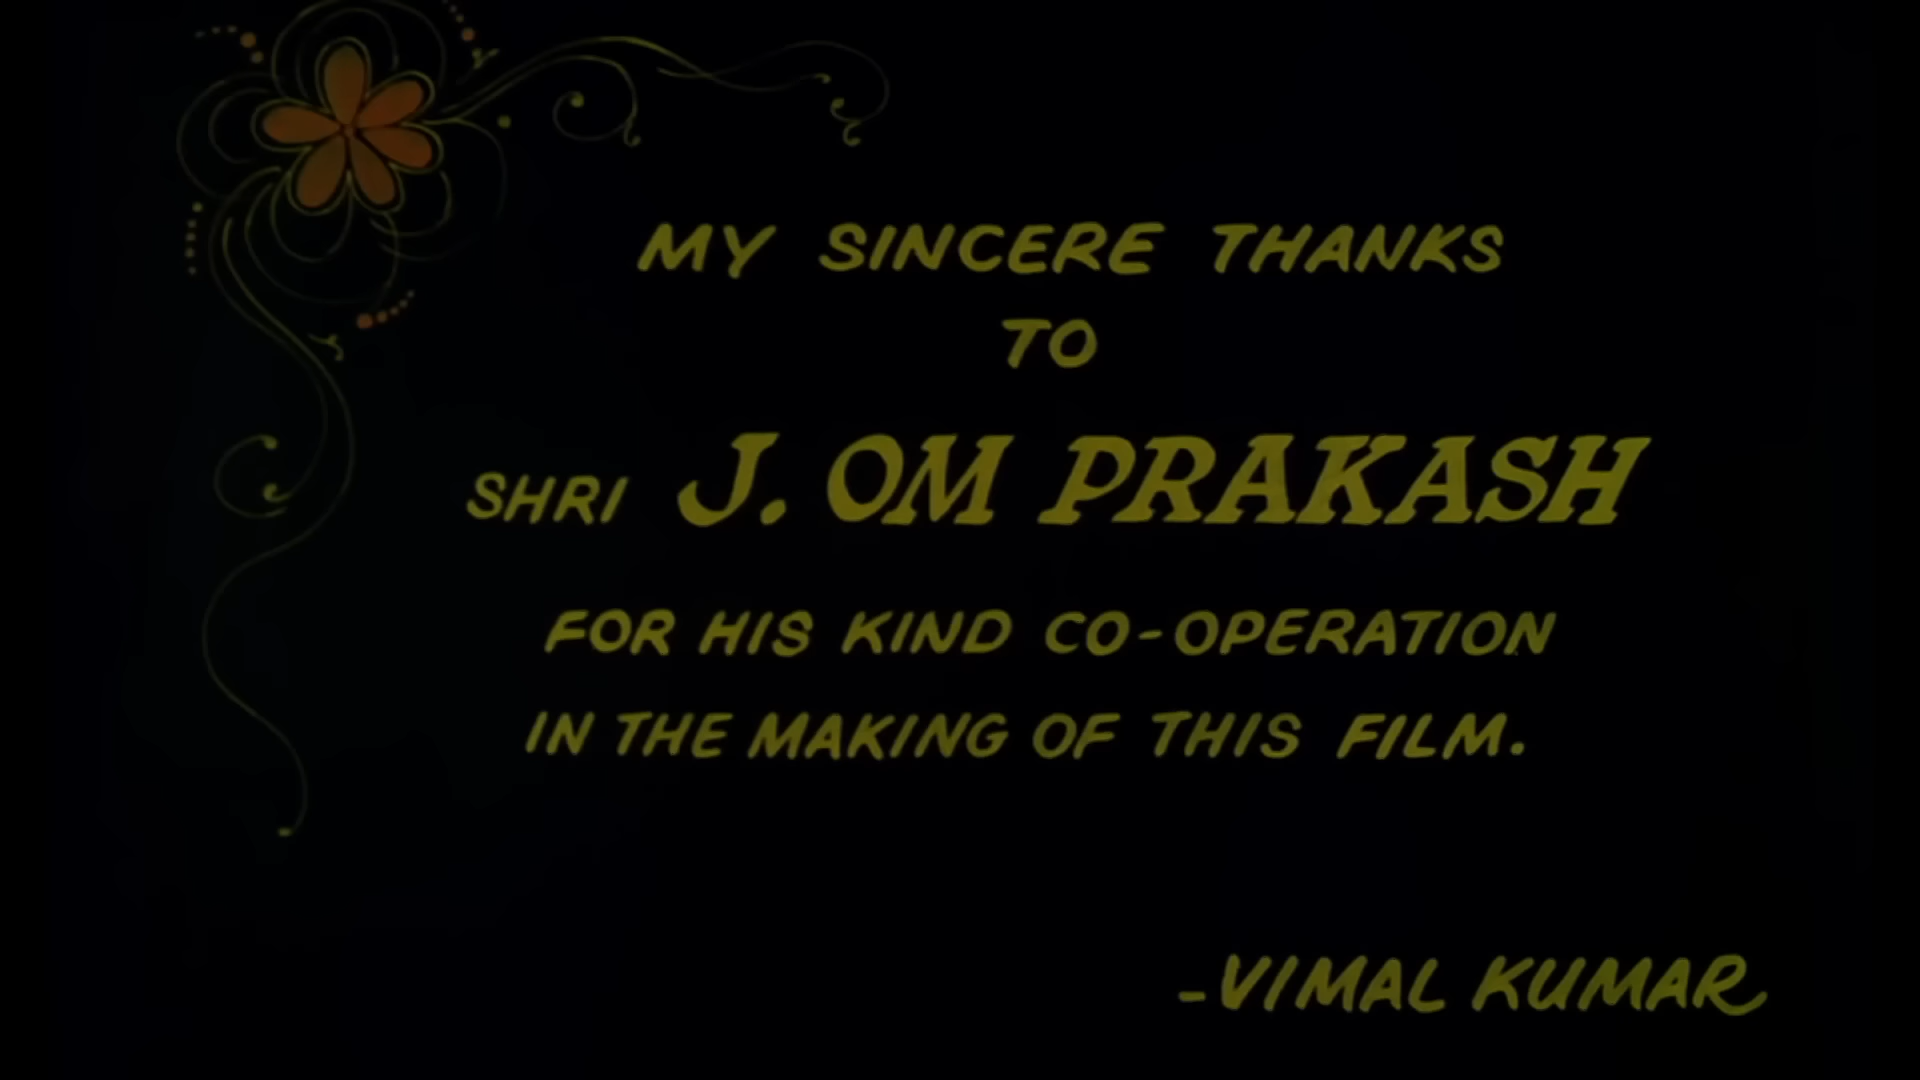 MY SINCERE THANKS
TO
SHRI J. OM PRAKASH
FOR HIS KIND CO-OPERATION
IN THE MAKING OF THIS FILM.
-VIMAL KUMAR